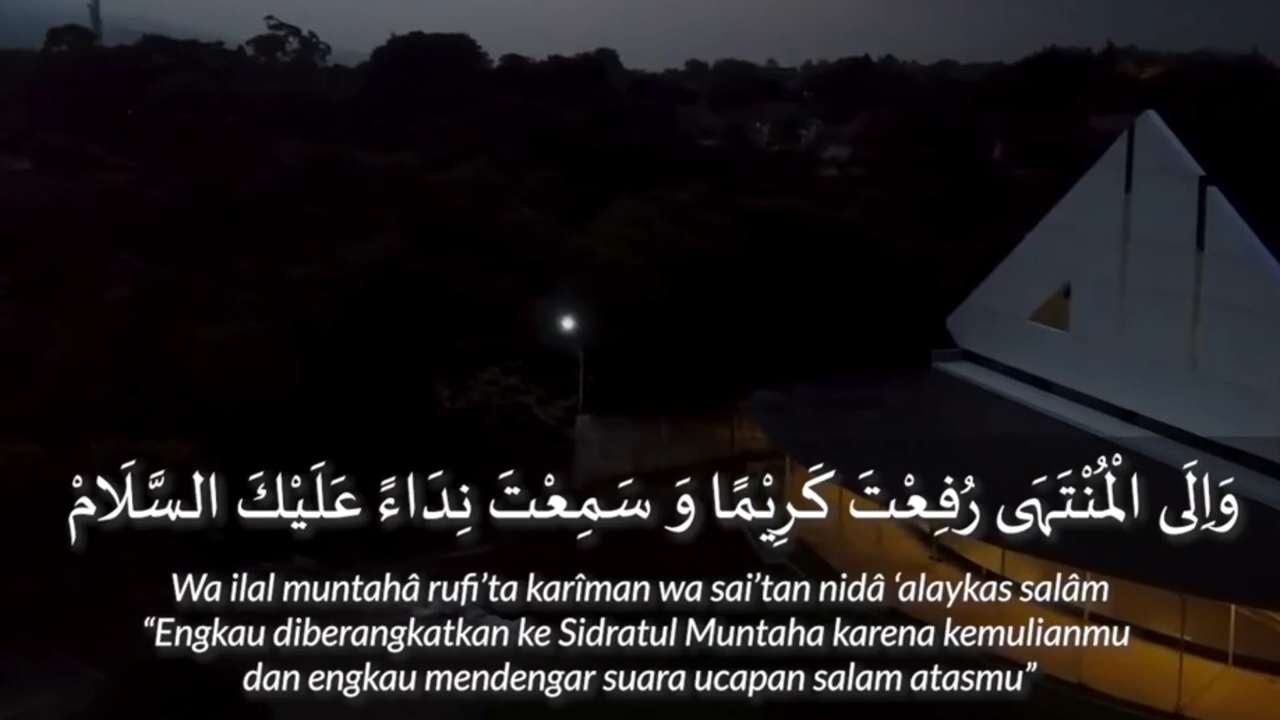 وَاِلَى الْمُنْتَهَى رُفِعْتَ كَرِيْمًا وَ سَمِعْتَ نِدَاءً عَلَيْكَ السَّلَامْ
Wa ilal muntahâ rufi’ta karîman wa sai’tan nidâ ‘alaykas salâm
“Engkau diberangkatkan ke Sidratul Muntaha karena kemulianmu
dan engkau mendengar suara ucapan salam atasmu”